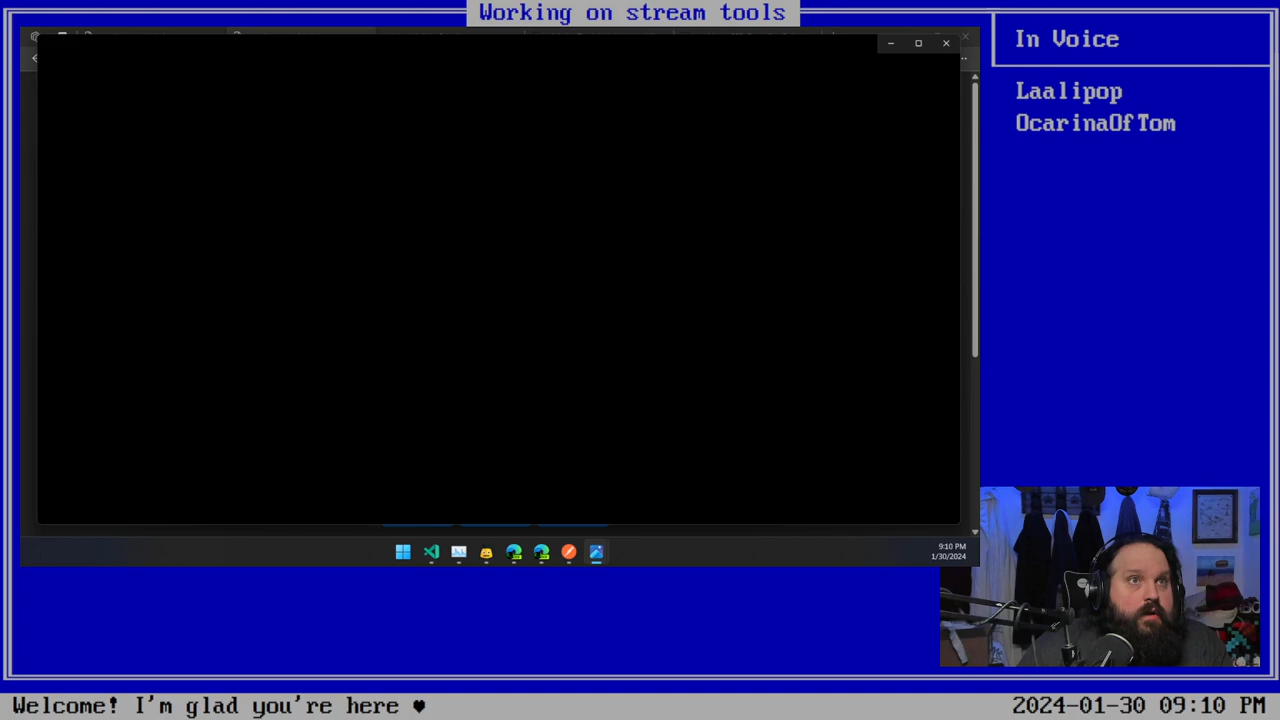 Working on stream tools
In Voice
Laalipop
OcarinaOfTom
9:10 PM
1/30/2024
Welcome! I'm glad you're here ♥
2024-01-30 09:10 PM